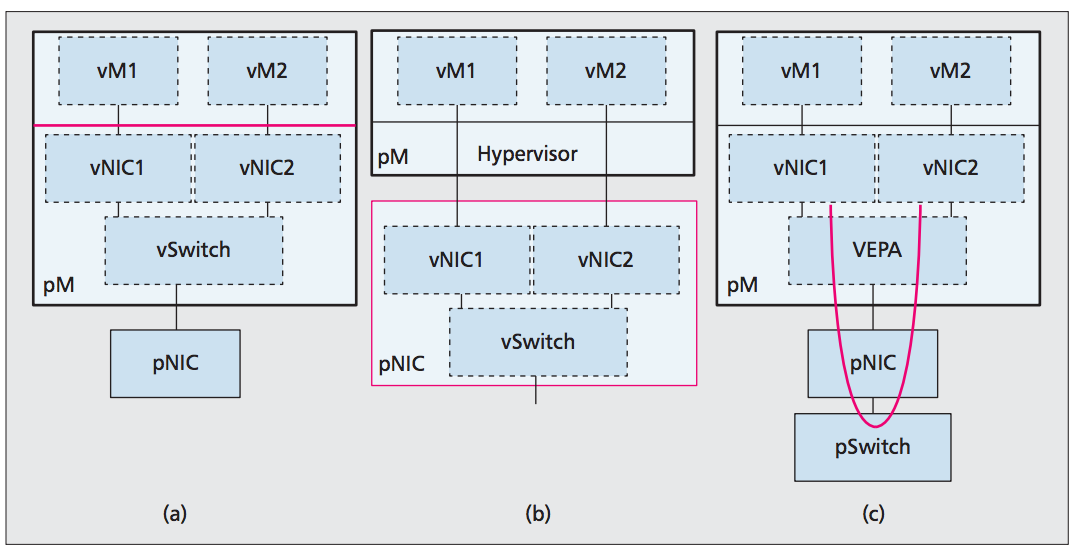 vM1
vM2
vNIC1
vNIC2
vSwitch
pM
pNIC
(a)
vM1
vM2
pM
Hypervisor
vNIC1
vNIC2
vSwitch
pNIC
(b)
vM1
vM2
vNIC1
vNIC2
VEPA
pM
pNIC
pSwitch
(c)